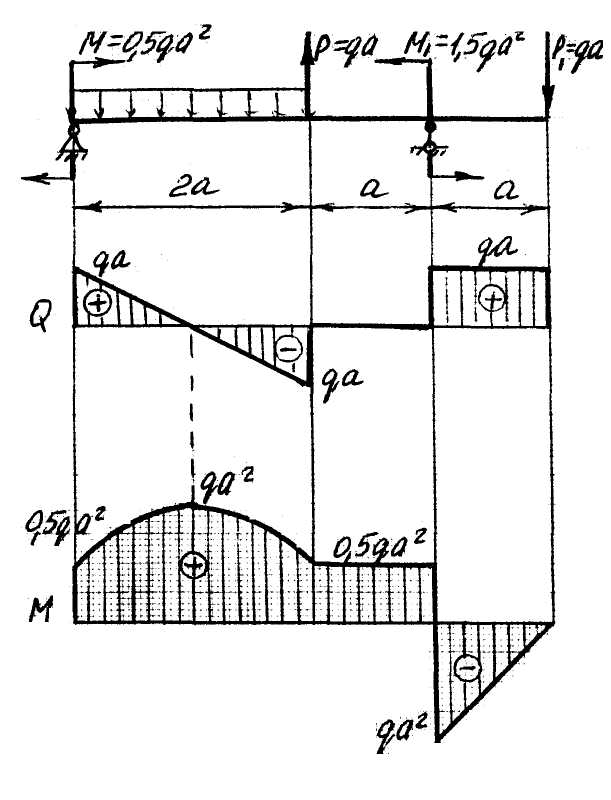 M=0,5qa² P=qa M₁=1,5qa² P₁=qa
2a a a
qa qa
Q + − +
qa
qa²
0,5qa² 0,5qa²
+
M
−
qa²